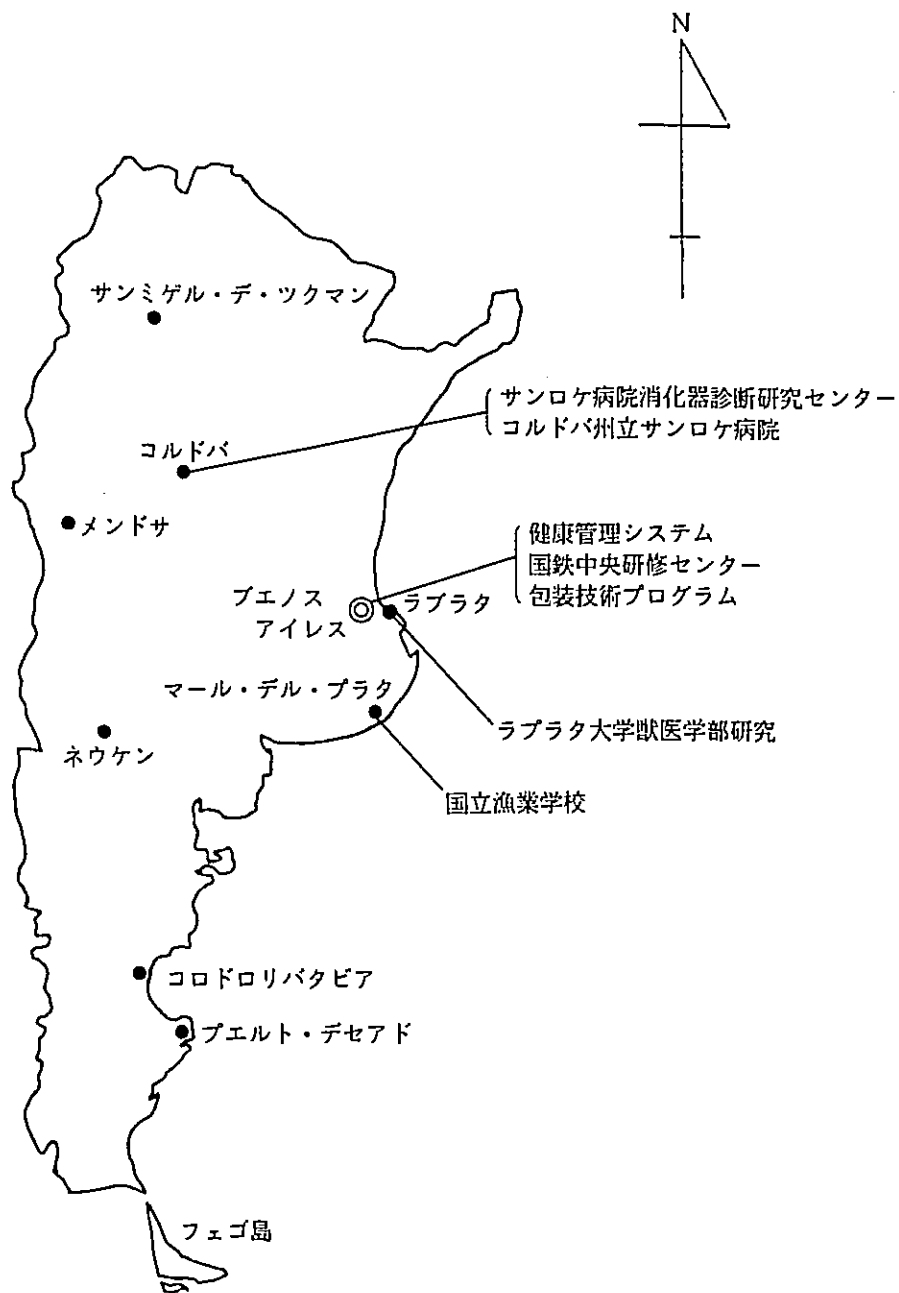 N
サンミゲル・デ・ツクマン
サンロケ病院消化器診断研究センター
コルドバ州立サンロケ病院
コルドバ
メンドサ
健康管理システム
国鉄中央研修センター
包装技術プログラム
ブエノス
アイレス
ラプラタ
マール・デル・プラタ
ラプラタ大学獣医学部研究
ネウケン
国立漁業学校
コロドロリバタビア
プエルト・デセアド
フェゴ島